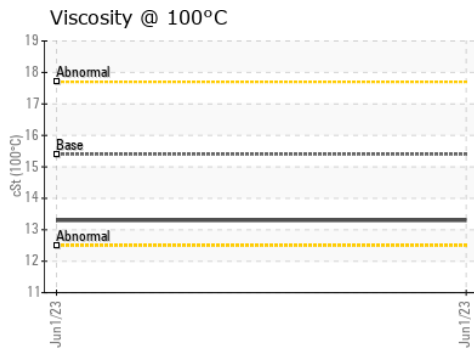 Viscosity @ 100°C
19
18
17
16
15
14
13
12
11
cSt (100°C)
Abnormal
Base
Abnormal
Jun1/23
Jun1/23